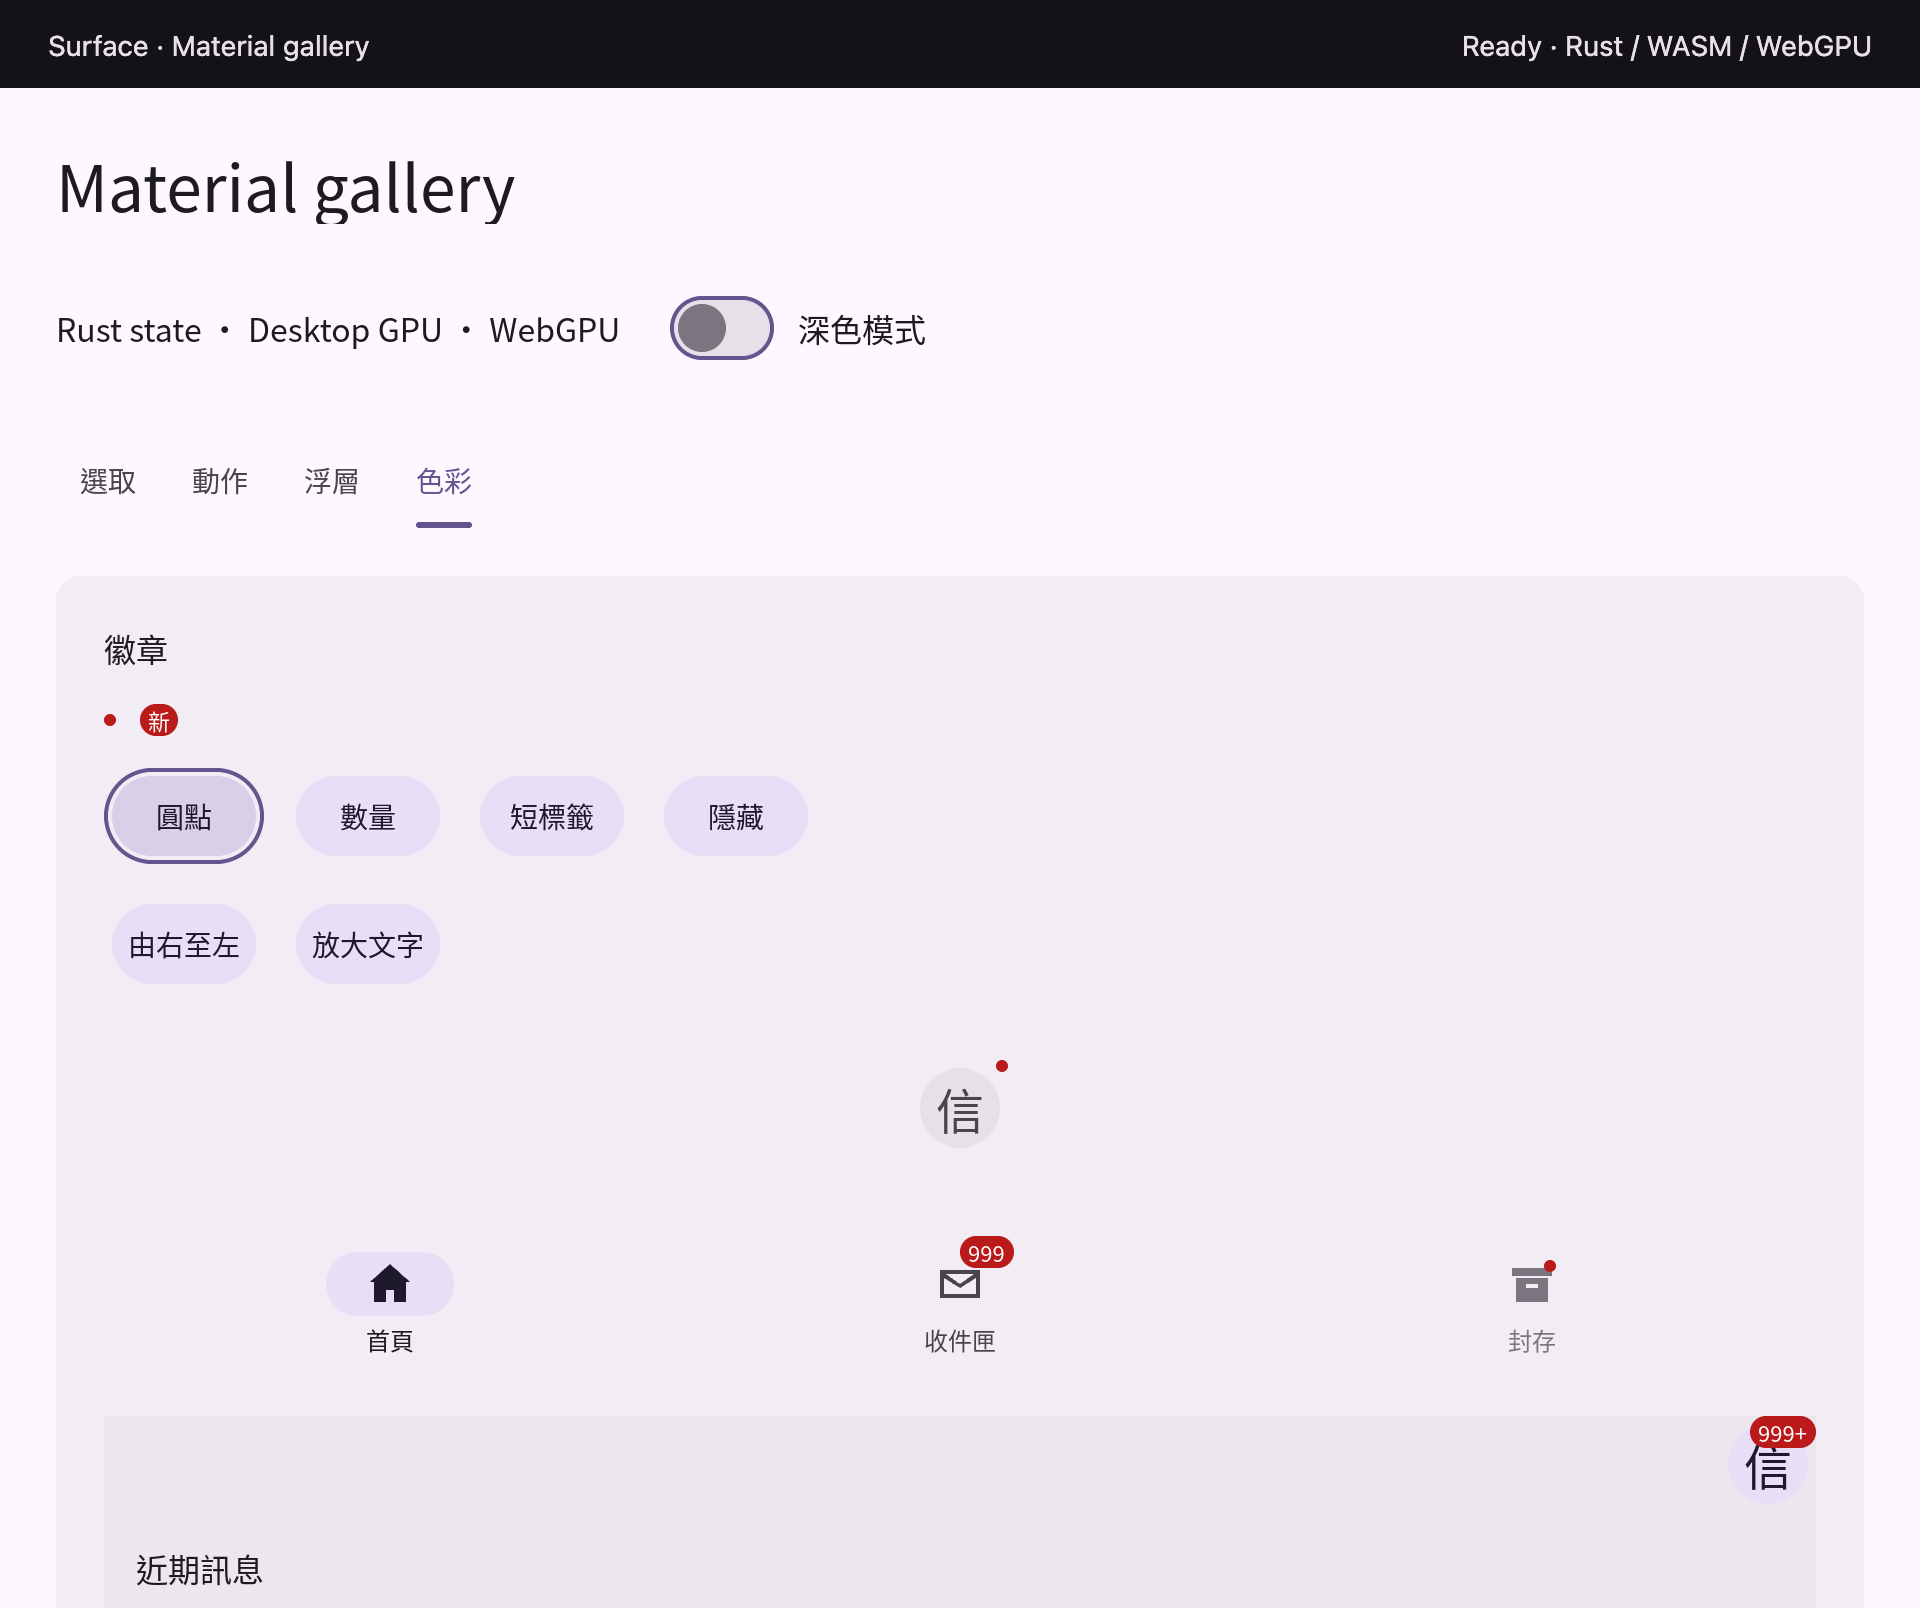 Surface · Material gallery
Ready · Rust / WASM / WebGPU
Material gallery
Rust state • Desktop GPU • WebGPU
深色模式
選取 動作 浮層 色彩
徽章
新
圓點 數量 短標籤 隱藏
由右至左 放大文字
信
999
首頁 收件匣 封存
999+
信
近期訊息